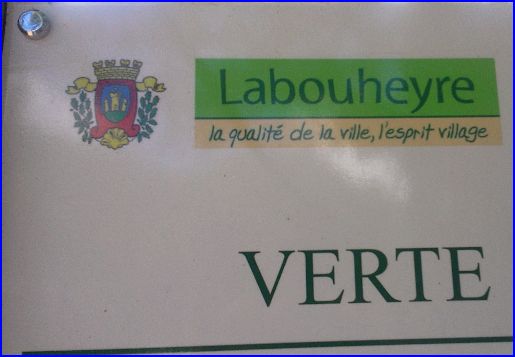 Labouheyre
la qualité de la ville, l'esprit village
VERTE